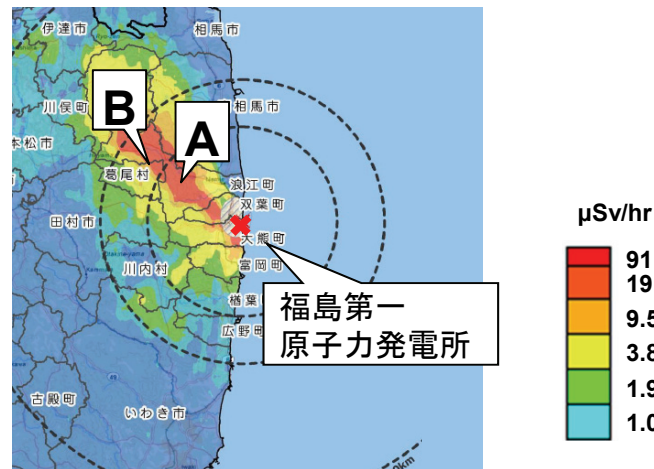 伊達市
相馬市
B
川俣町
A
相馬市
本松市
葛尾村
浪江町
双葉町
田村市
大熊町
川内村
富岡町
楢葉
広野町
福島第一
原子力発電所
古殿町
いわき市
μSv/hr
91
19
9.5
3.8
1.9
1.0